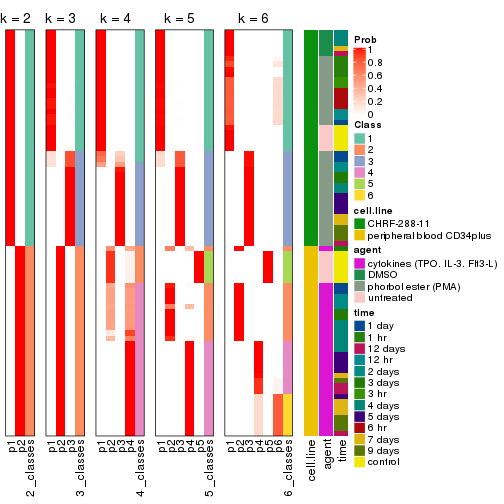 k = 2 k = 3 k = 4 k = 5 k = 6
Prob
1
0.8
0.6
0.4
0.2
0
Class
1
2
3
4
5
6
cell.line
CHRF-288-11
peripheral blood CD34plus
agent
cytokines (TPO, IL-3, Flt3-L)
DMSO
phorbol ester (PMA)
untreated
time
1 day
1 hr
12 days
12 hr
2 days
3 days
3 hr
4 days
5 days
6 hr
7 days
9 days
control
p1
p2
2_classes
p1
p2
p3
3_classes
p1
p2
p3
p4
4_classes
p1
p2
p3
p4
p5
5_classes
p1
p2
p3
p4
p5
p6
6_classes
cell.line
agent
time